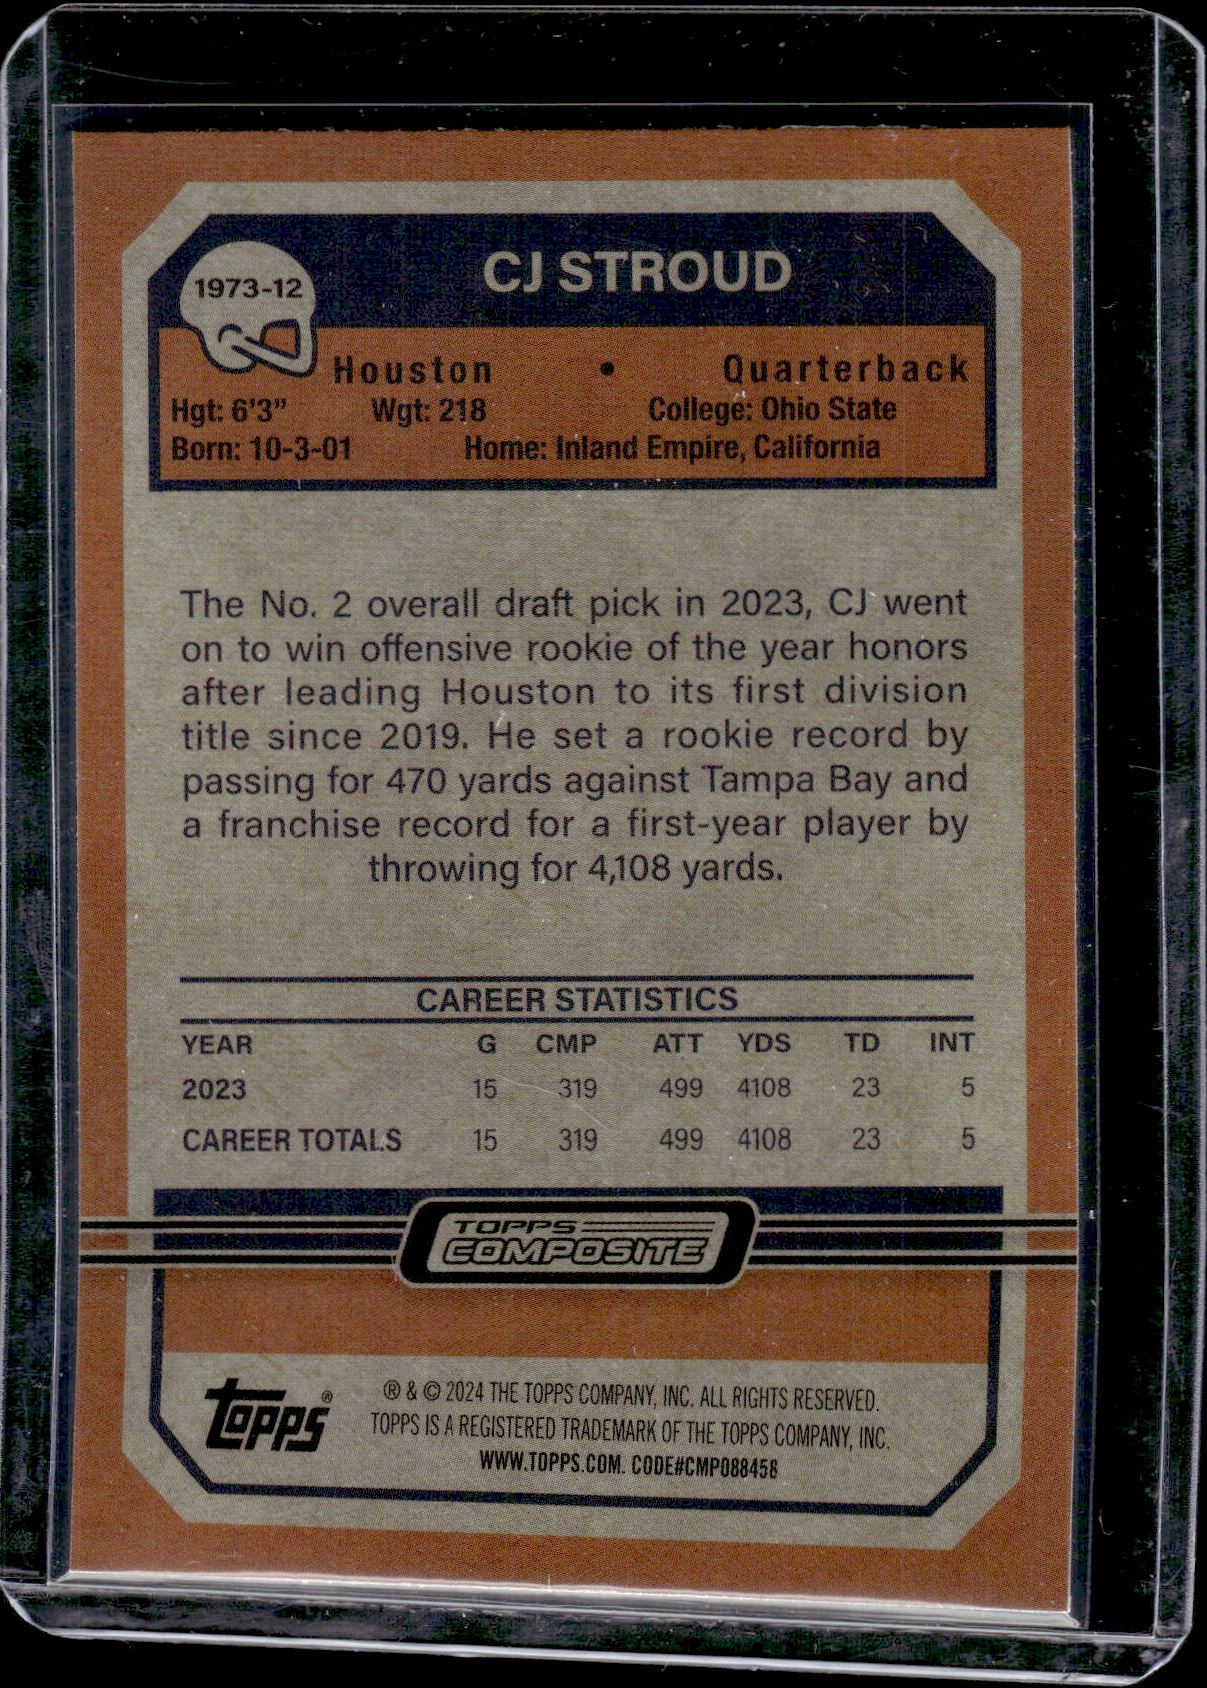 1973-12
CJ STROUD
Houston • Quarterback
Hgt: 6'3" Wgt: 218 College: Ohio State
Born: 10-3-01 Home: Inland Empire, California
The No. 2 overall draft pick in 2023, CJ went
on to win offensive rookie of the year honors
after leading Houston to its first division
title since 2019. He set a rookie record by
passing for 470 yards against Tampa Bay and
a franchise record for a first-year player by
throwing for 4,108 yards.
CAREER STATISTICS
YEAR G CMP ATT YDS TD INT
2023 15 319 499 4108 23 5
CAREER TOTALS 15 319 499 4108 23 5
TOPPS
COMPOSITE
Topps®
® & © 2024 THE TOPPS COMPANY, INC. ALL RIGHTS RESERVED.
TOPPS IS A REGISTERED TRADEMARK OF THE TOPPS COMPANY, INC.
WWW.TOPPS.COM. CODE#CMP088458